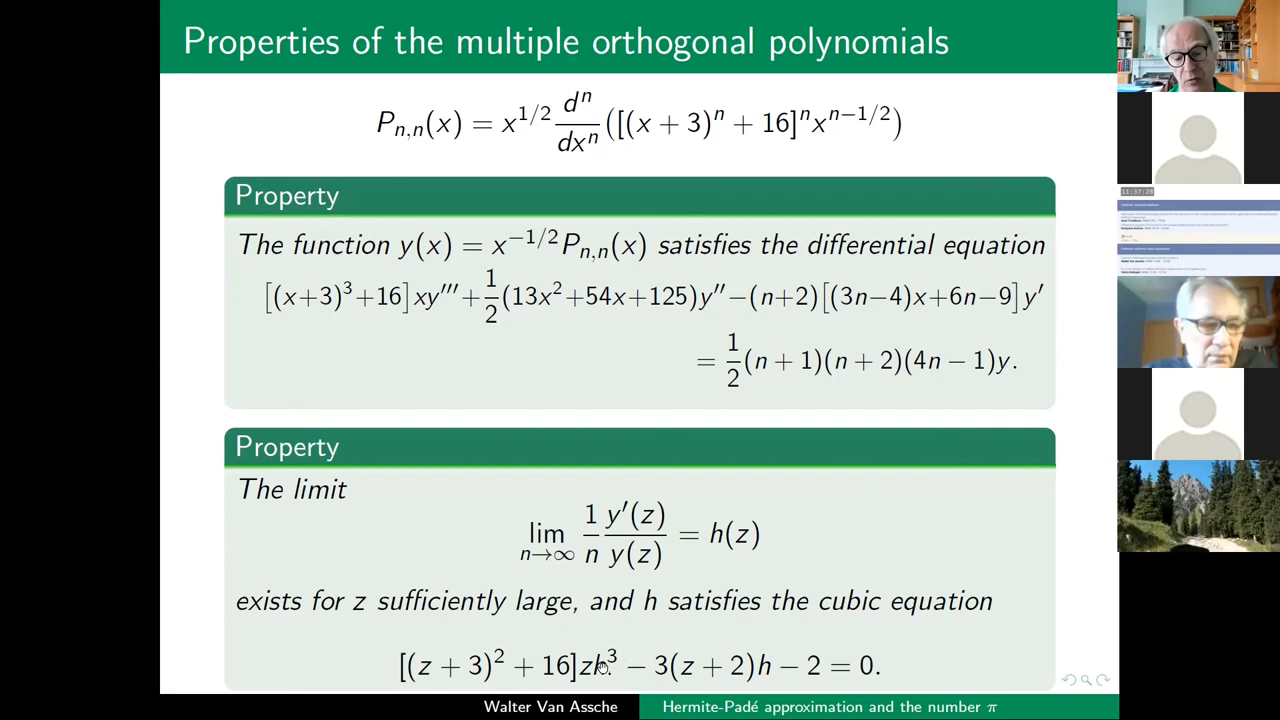 Properties of the multiple orthogonal polynomials
P_{n,n}(x) = x^{1/2} d^n/dx^n ([(x + 3)^n + 16]^n x^{n−1/2})
Property
The function y(x) = x^{−1/2}P_{n,n}(x) satisfies the differential equation
[(x+3)^3+16]xy′′′+1/2(13x^2+54x+125)y′′−(n+2)[(3n−4)x+6n−9]y′
= 1/2(n + 1)(n + 2)(4n − 1)y.
Property
The limit
lim_{n→∞} 1/n y′(z)/y(z) = h(z)
exists for z sufficiently large, and h satisfies the cubic equation
[(z + 3)^2 + 16]zh^3 − 3(z + 2)h − 2 = 0.
Walter Van Assche Hermite-Padé approximation and the number π